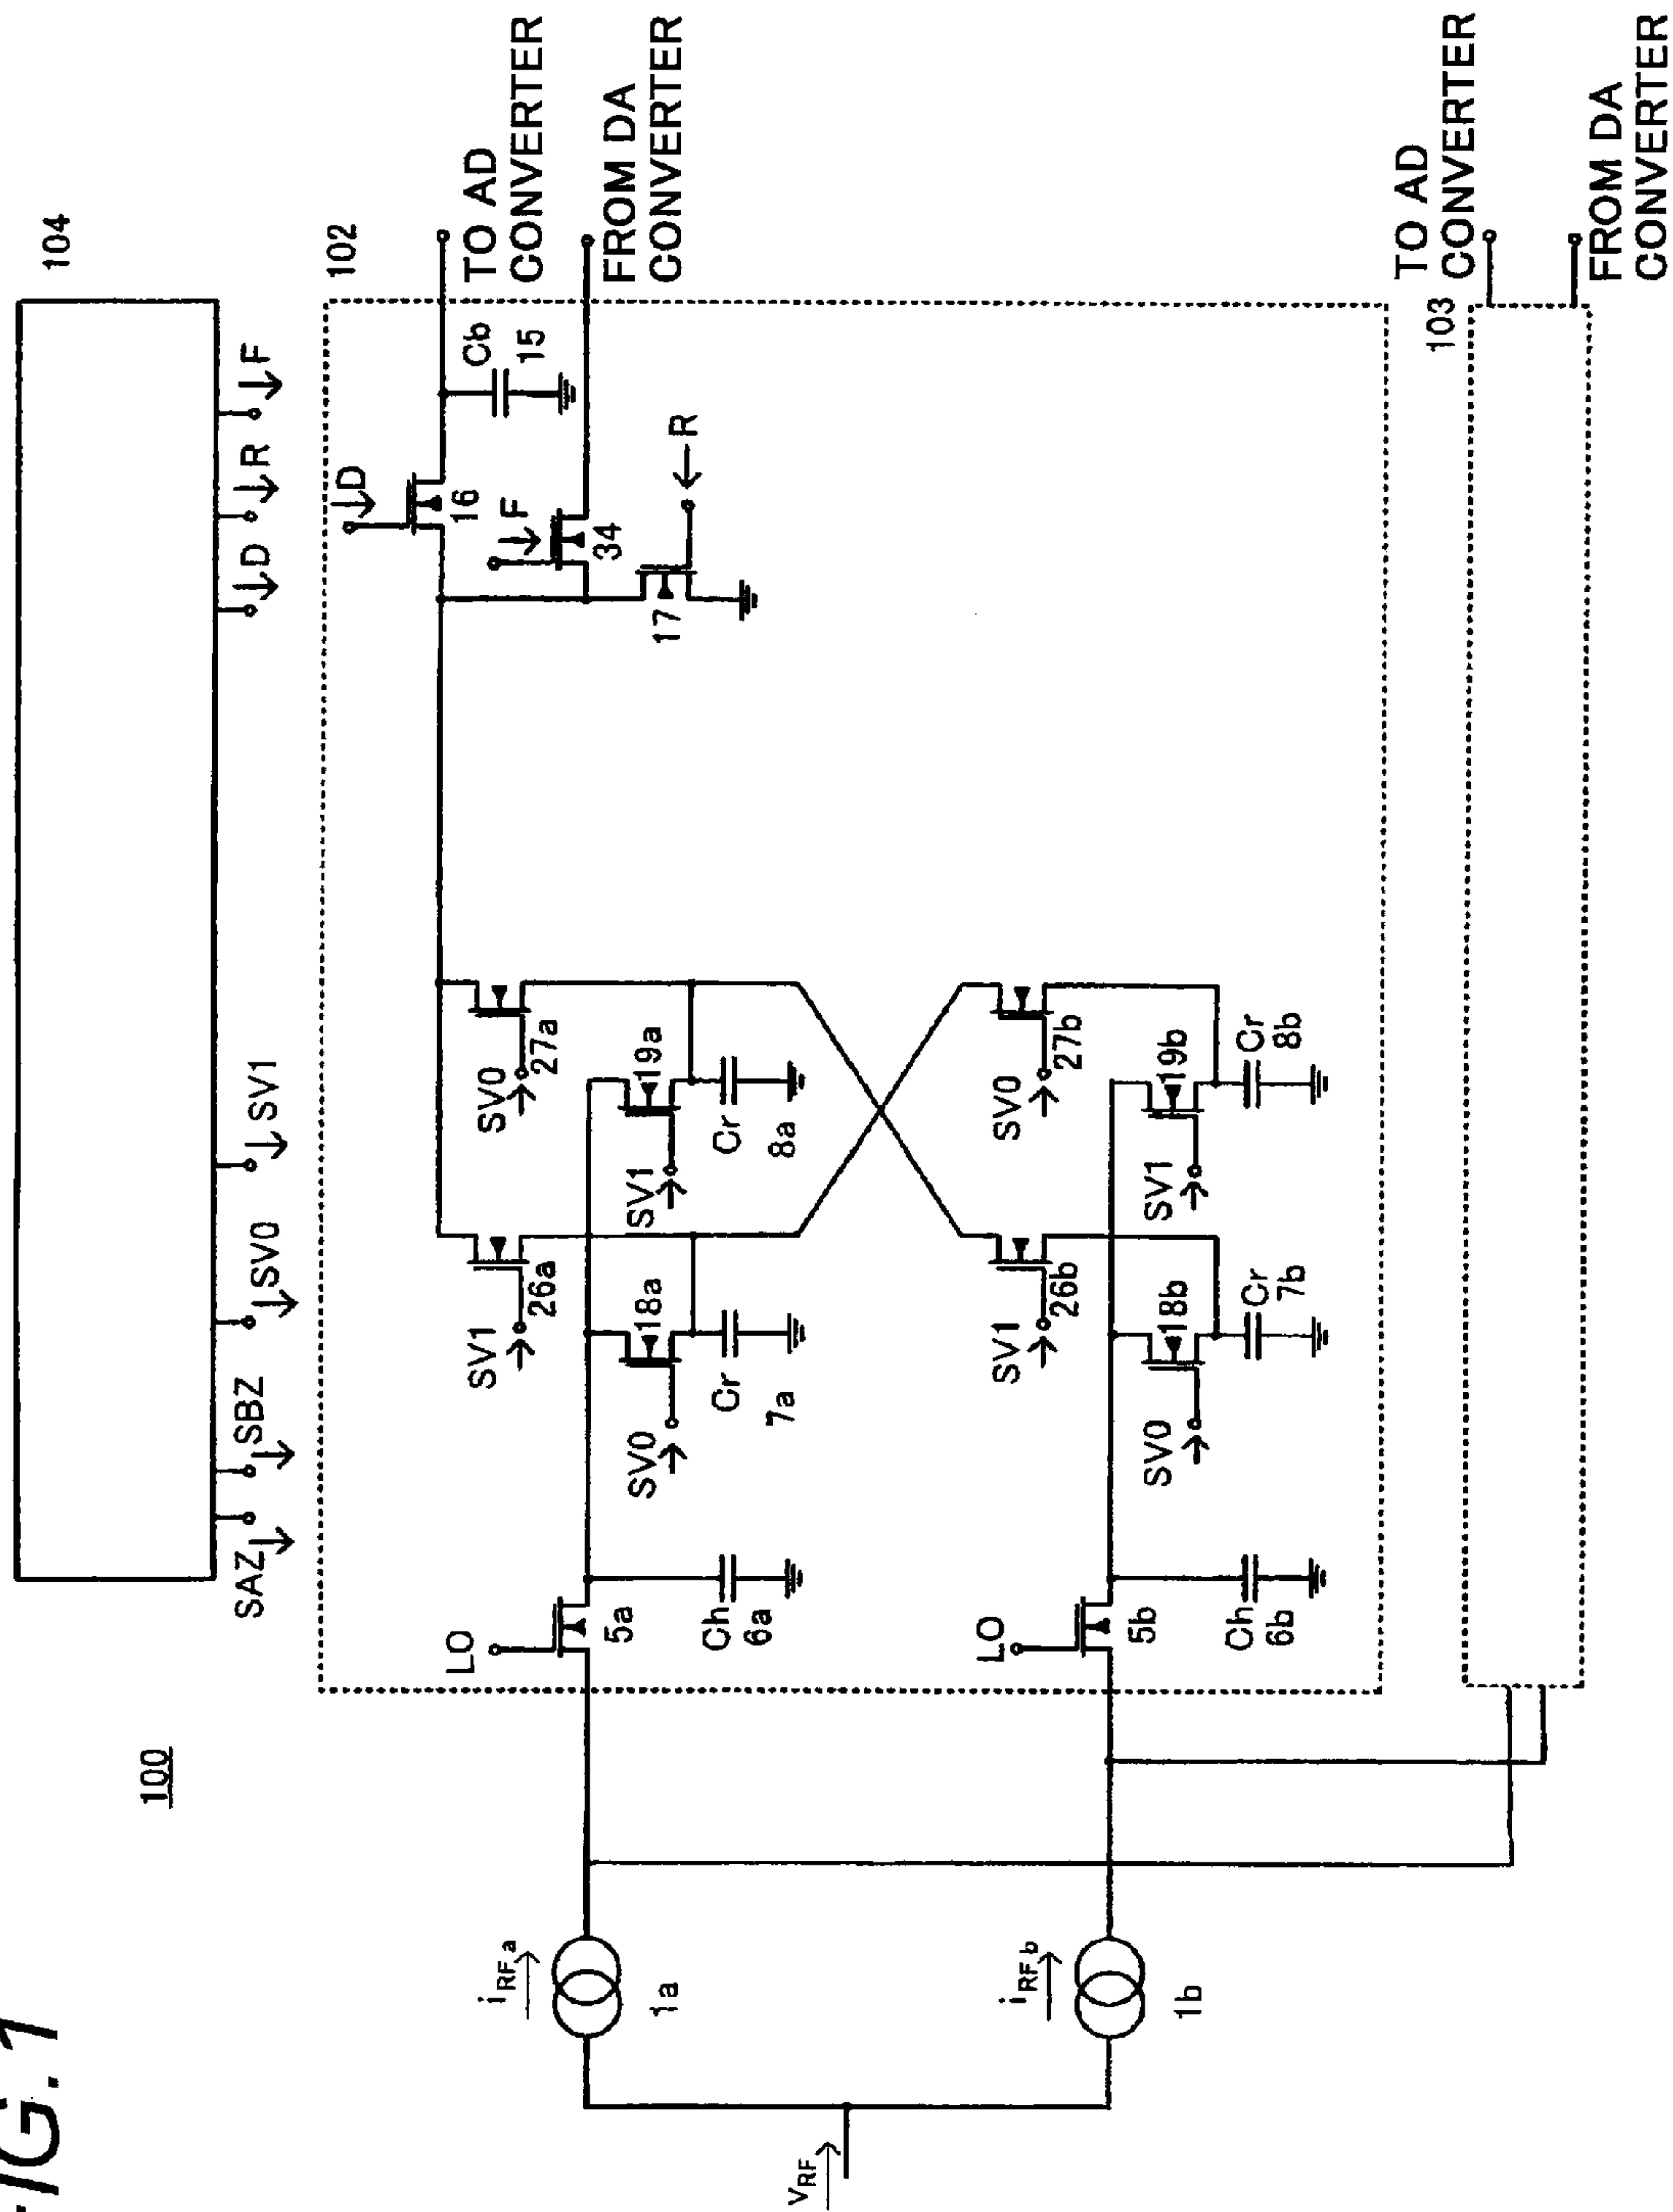 FIG.1
100
104
SAZ
SBZ
SV0
SV1
D
R
F
102
LO
5a
Ch
6a
SV0
18a
Cr
7a
SV1
26a
SV1
19a
Cr
8a
SV0
27a
D
16
Cb
15
F
34
17
R
TO AD
CONVERTER
FROM DA
CONVERTER
VRF
iRFa
1a
iRFb
1b
LO
5b
Ch
6b
SV0
18b
Cr
7b
SV1
26b
SV1
19b
Cr
8b
SV0
27b
103
TO AD
CONVERTER
FROM DA
CONVERTER